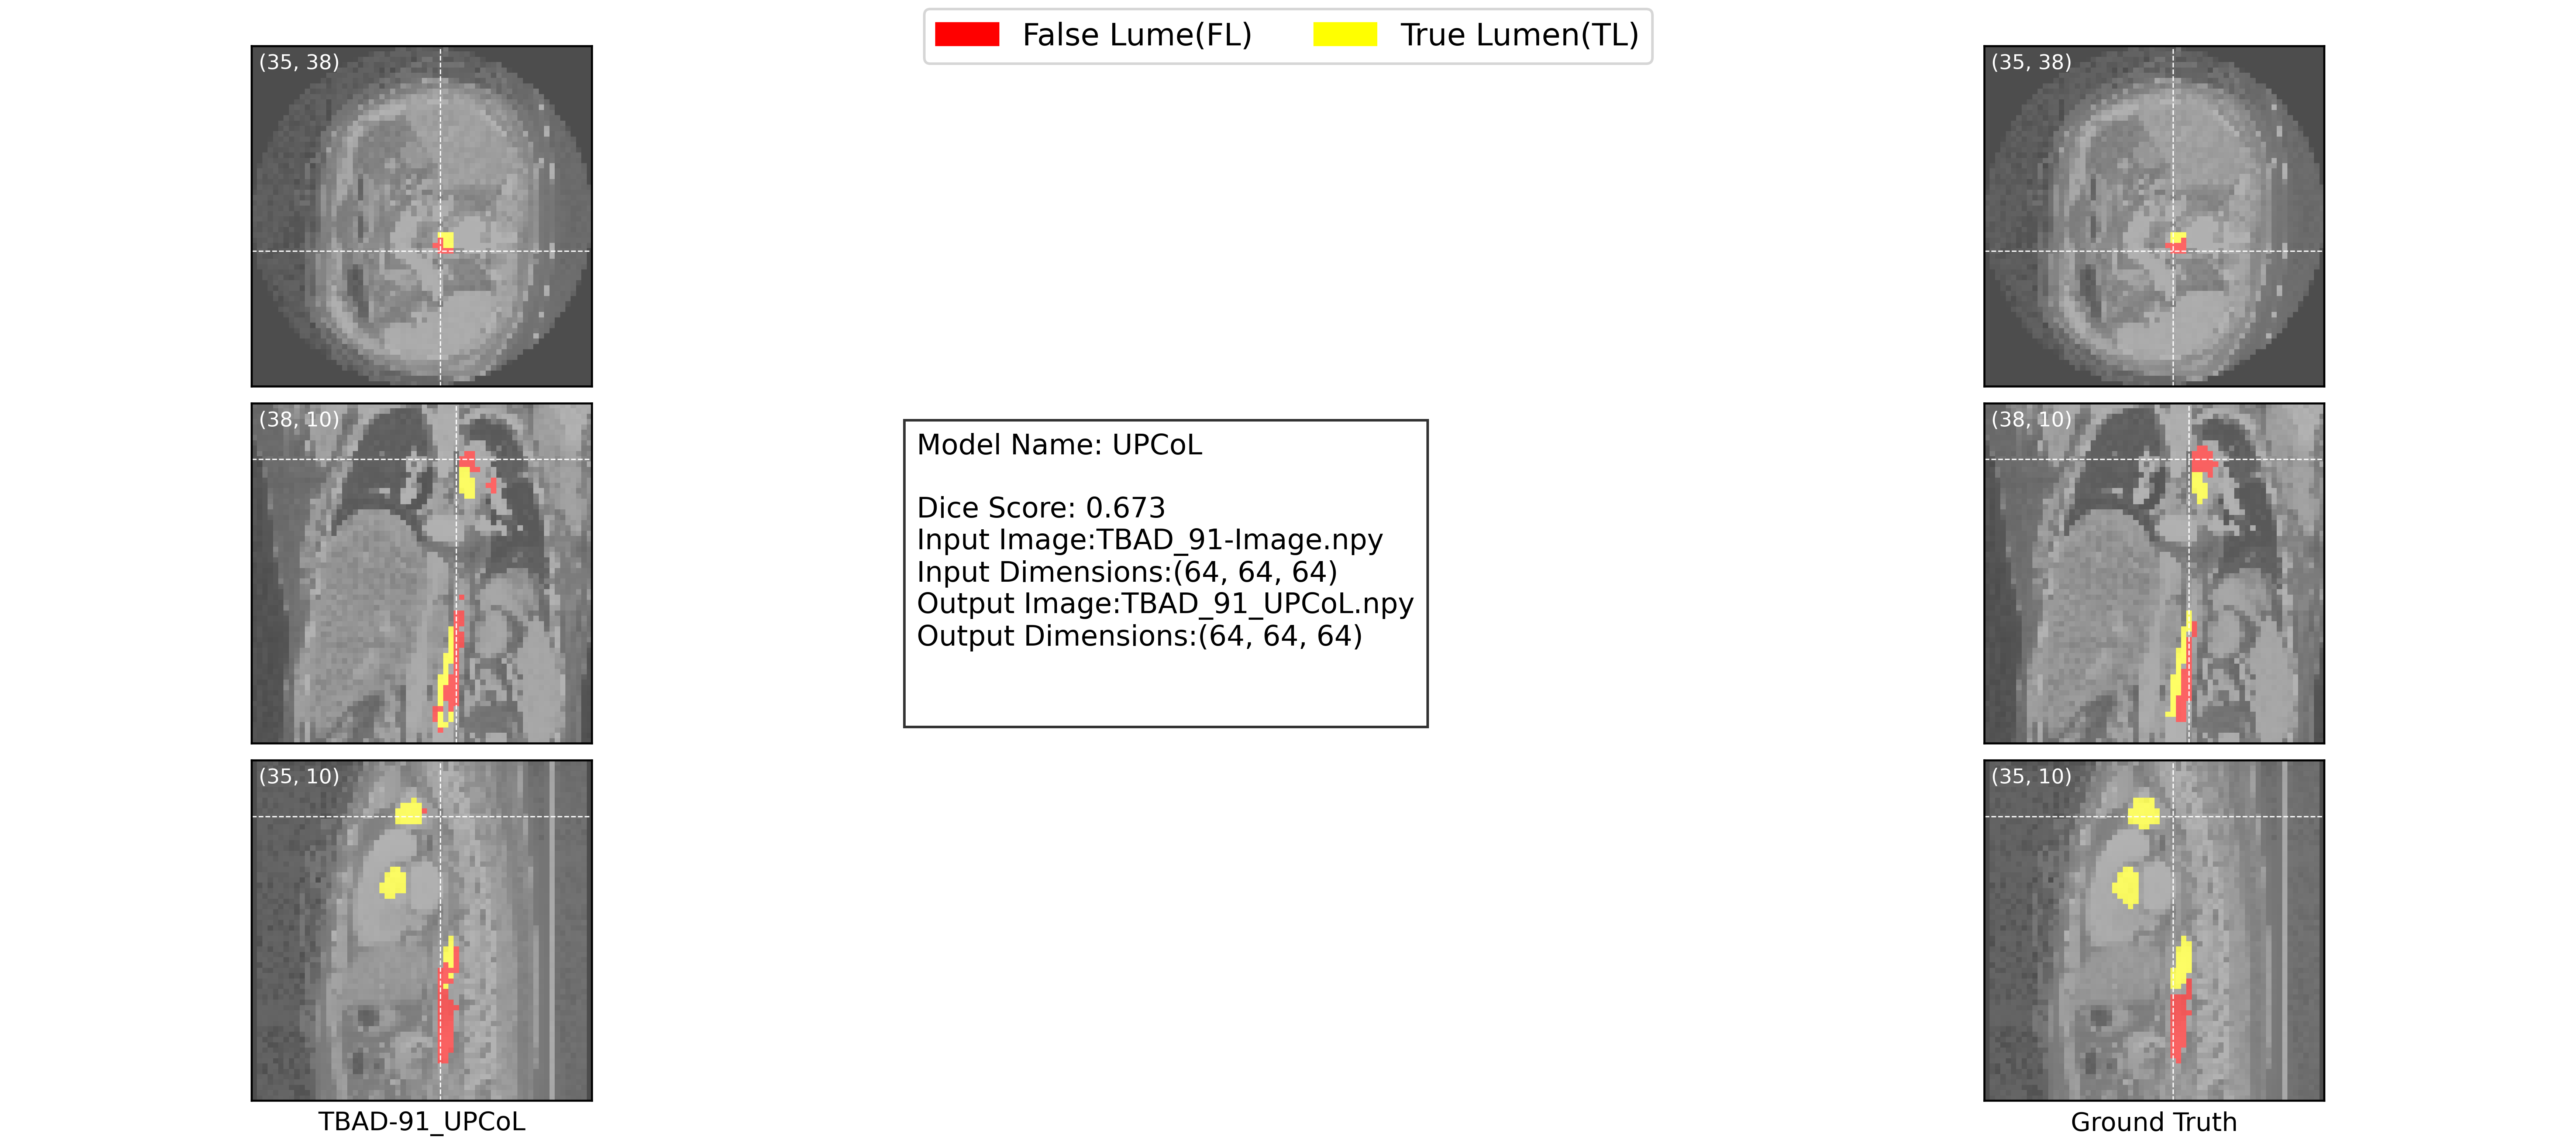 False Lume(FL) True Lumen(TL)
(35, 38)
(35, 38)
(38, 10)
(38, 10)
Model Name: UPCoL
Dice Score: 0.673
Input Image:TBAD_91-Image.npy
Input Dimensions:(64, 64, 64)
Output Image:TBAD_91_UPCoL.npy
Output Dimensions:(64, 64, 64)
(35, 10)
(35, 10)
TBAD-91_UPCoL
Ground Truth